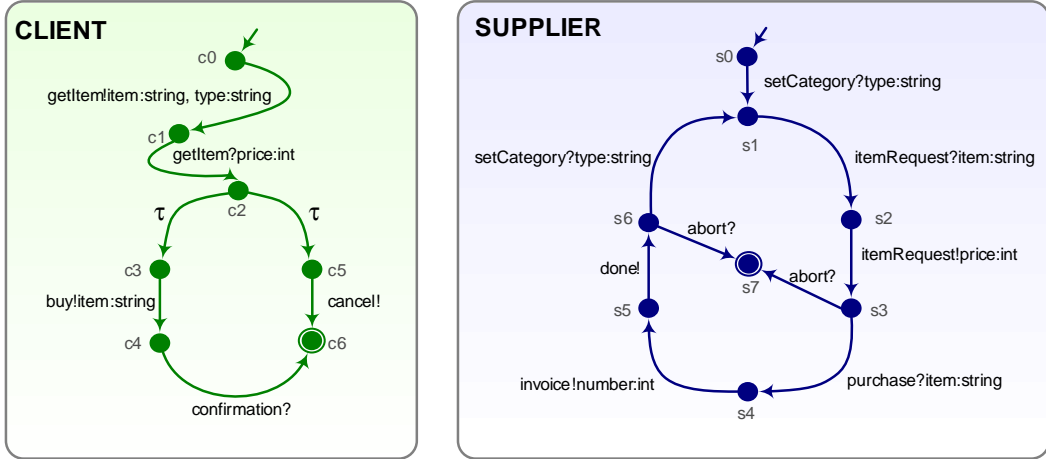 CLIENT
c0
getItem!item:string, type:string
c1
getItem?price:int
c2
τ
τ
c3
c5
buy!item:string
cancel!
c4
c6
confirmation?
SUPPLIER
s0
setCategory?type:string
s1
setCategory?type:string
itemRequest?item:string
s6
s2
abort?
itemRequest!price:int
done!
abort?
s7
s5
s3
invoice!number:int
purchase?item:string
s4